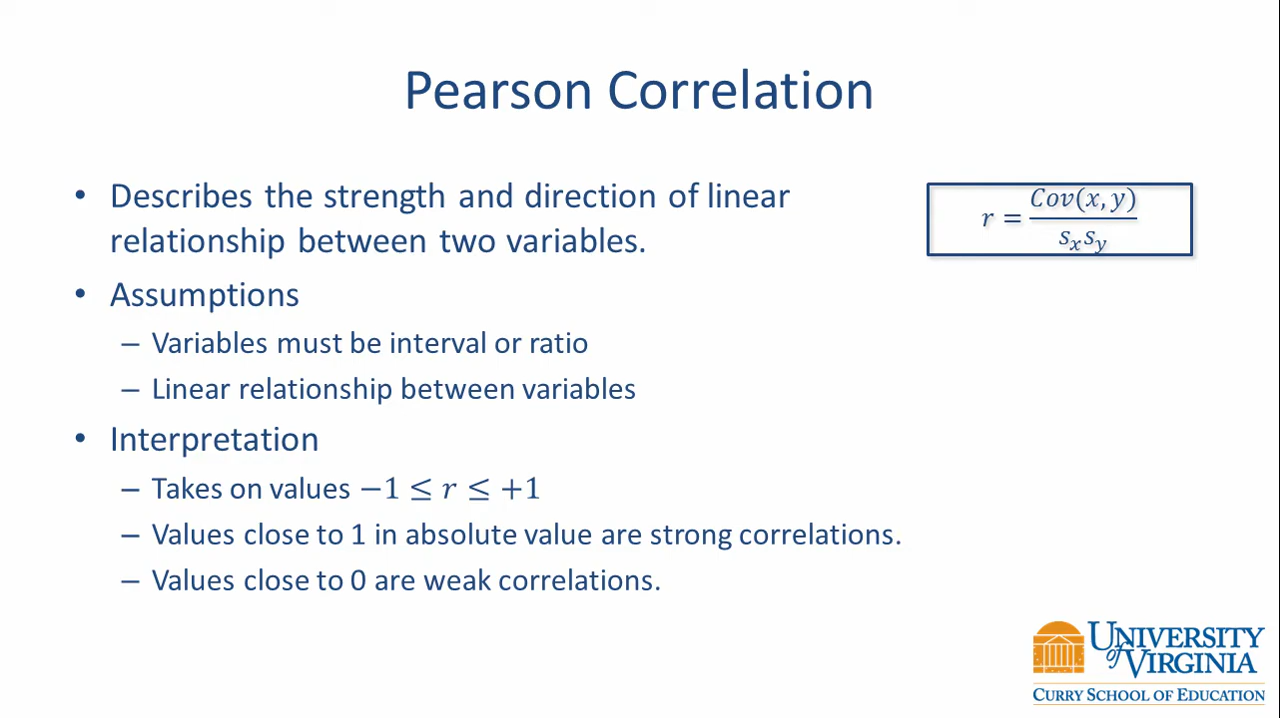 Pearson Correlation
• Describes the strength and direction of linear
relationship between two variables.
r = Cov(x, y) / s_x s_y
• Assumptions
– Variables must be interval or ratio
– Linear relationship between variables
• Interpretation
– Takes on values −1 ≤ r ≤ +1
– Values close to 1 in absolute value are strong correlations.
– Values close to 0 are weak correlations.
UNIVERSITY
of VIRGINIA
CURRY SCHOOL OF EDUCATION